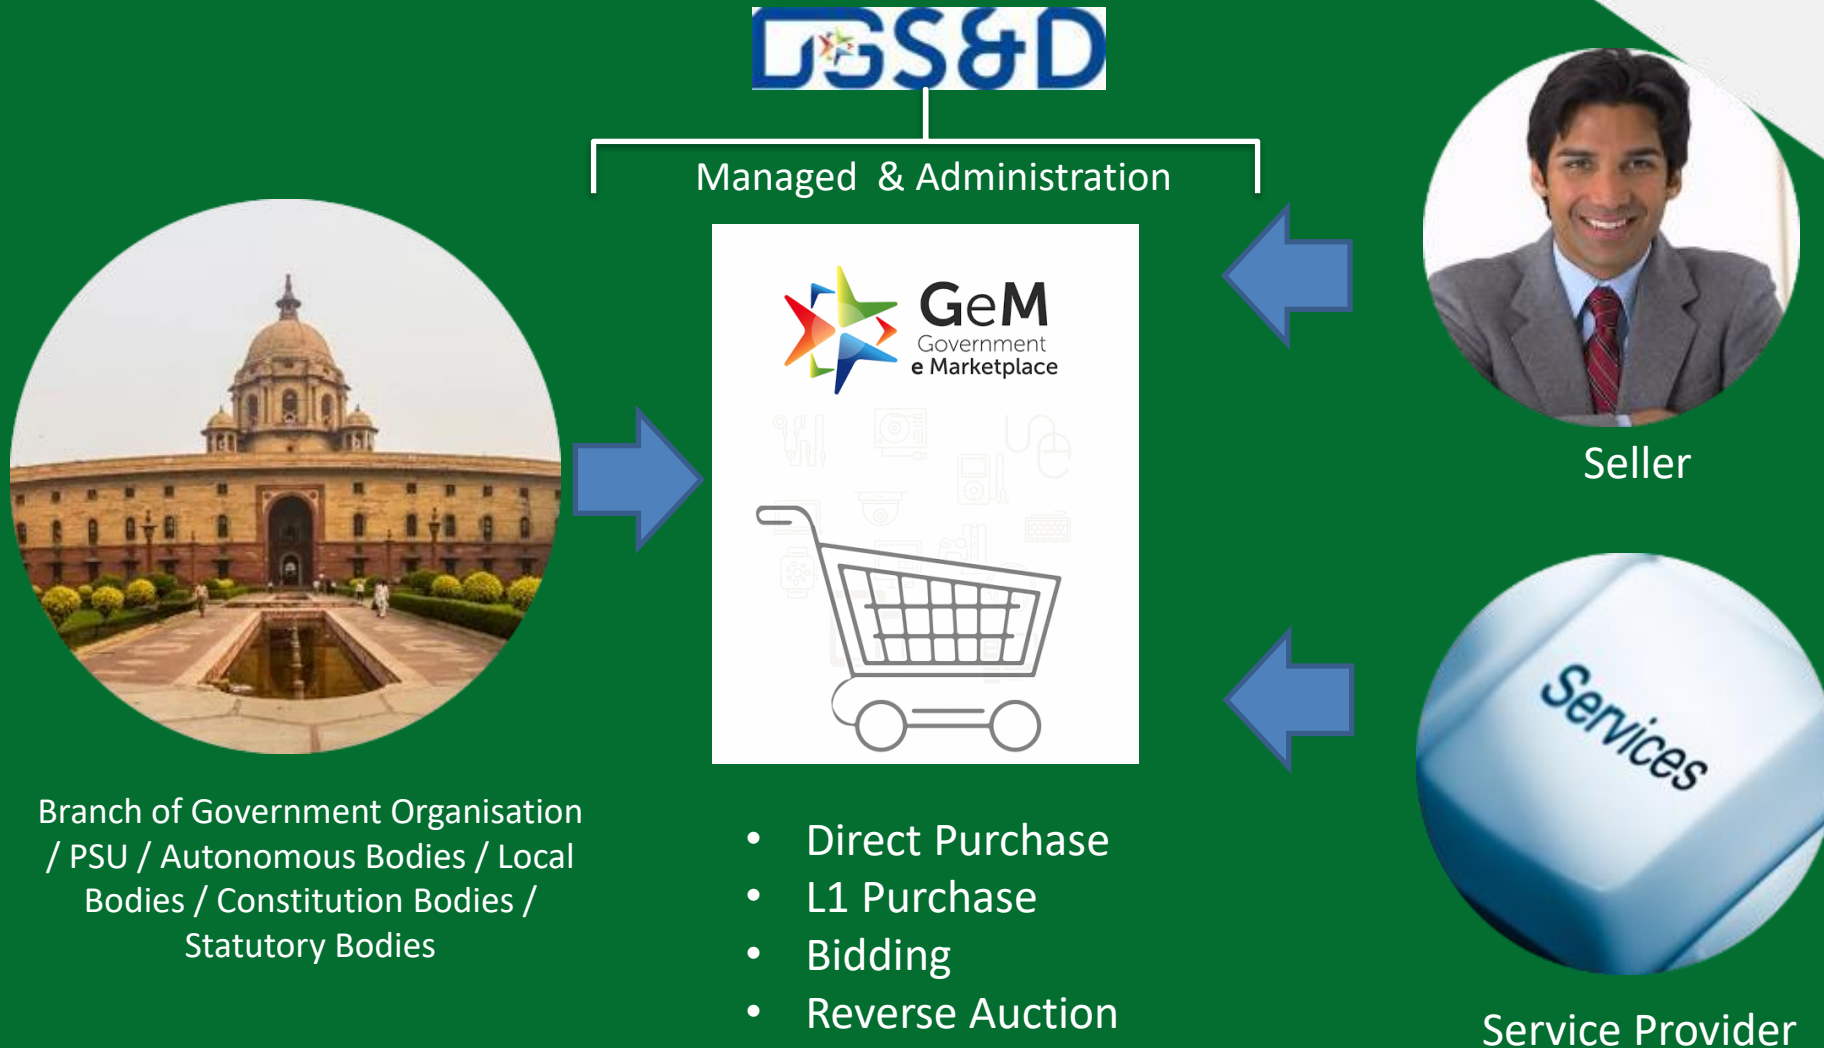 DGS&D
Managed & Administration
GeM
Government
e Marketplace
Seller
Services
Branch of Government Organisation
/ PSU / Autonomous Bodies / Local
Bodies / Constitution Bodies /
Statutory Bodies
• Direct Purchase
• L1 Purchase
• Bidding
• Reverse Auction
Service Provider